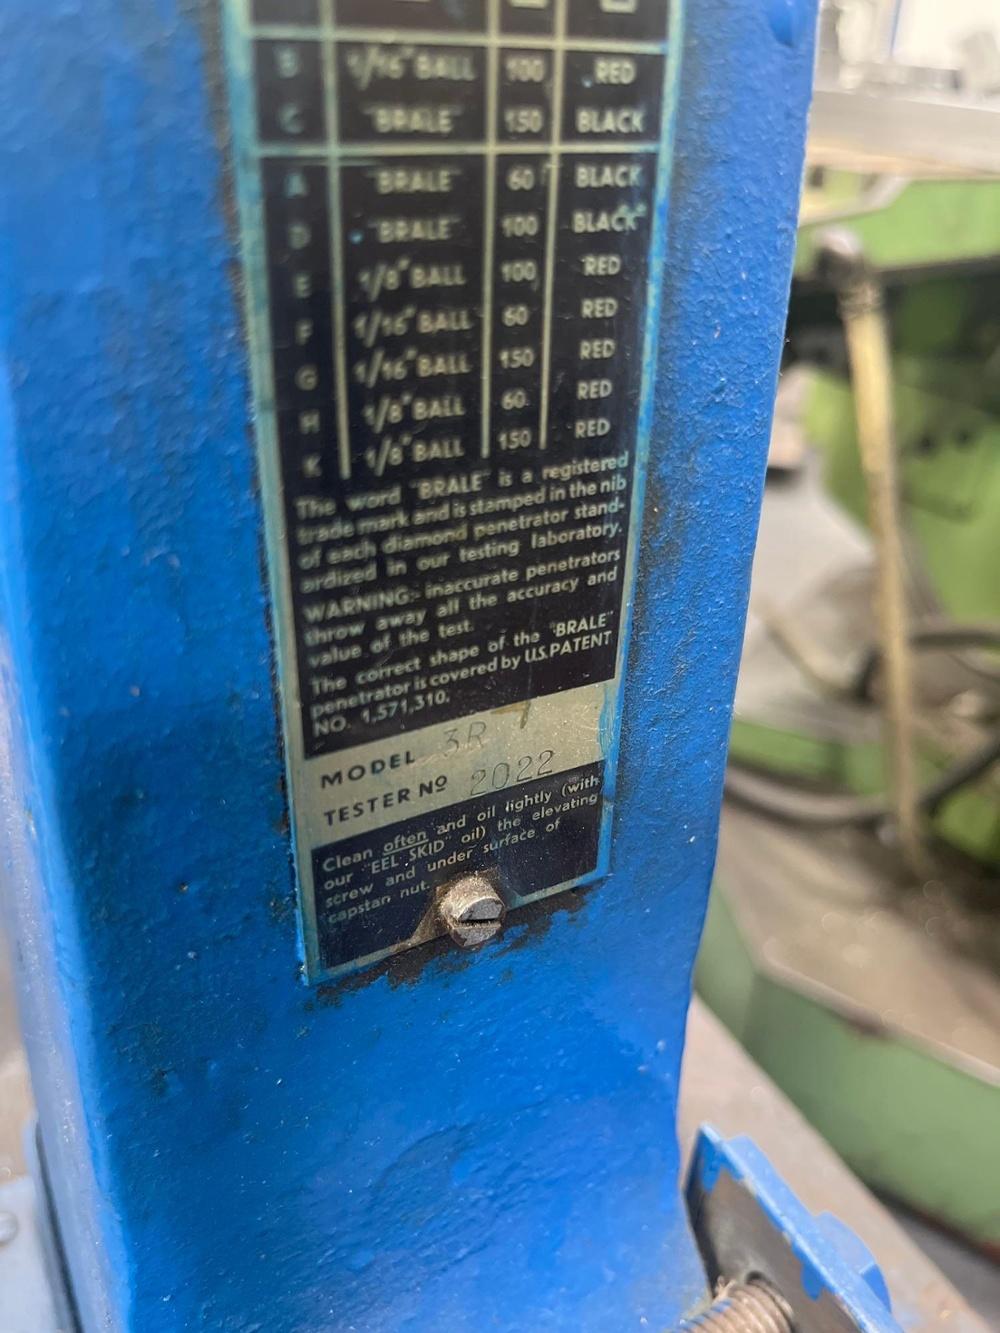 B 1/16" BALL 100 RED
C "BRALE" 150 BLACK
A "BRALE" 60 BLACK
D "BRALE" 100 BLACK
E 1/8" BALL 100 RED
F 1/16" BALL 60 RED
G 1/16" BALL 150 RED
H 1/8" BALL 60 RED
K 1/8" BALL 150 RED
The word "BRALE" is a registered
trade mark and is stamped in the nib
of each diamond penetrator stand-
ardized in our testing laboratory.
WARNING:- inaccurate penetrators
throw away all the accuracy and
value of the test.
The correct shape of the "BRALE"
penetrator is covered by U.S. PATENT
NO. 1,571,310.
MODEL 3R
TESTER No 2022
Clean often and oil lightly (with
our "EEL SKID" oil) the elevating
screw and under surface of
capstan nut.